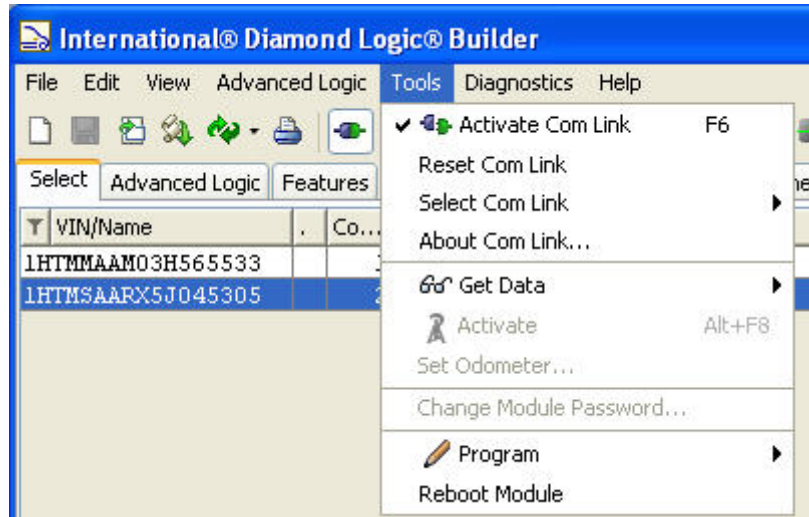 International® Diamond Logic® Builder
File Edit View Advanced Logic Tools Diagnostics Help
Activate Com Link F6
Reset Com Link
Select Advanced Logic Features
Select Com Link
VIN/Name . Co...
About Com Link...
1HTMMAAM03H565533
1HTMSAARX5J045305
Get Data
Activate Alt+F8
Set Odometer...
Change Module Password...
Program
Reboot Module